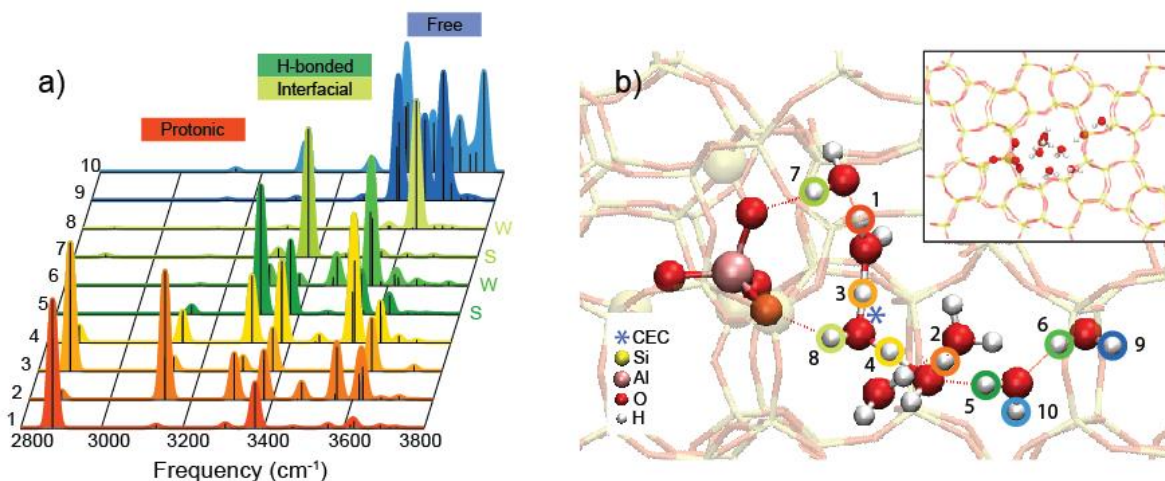 a)
Free
H-bonded
Interfacial
Protonic
10
9
8 W
7 S
6 W
5 S
4
3
2
1
2800 3000 3200 3400 3600 3800
Frequency (cm⁻¹)
b)
7
1
3
CEC
2
6
9
Si
8
4
Al
5
10
O
H